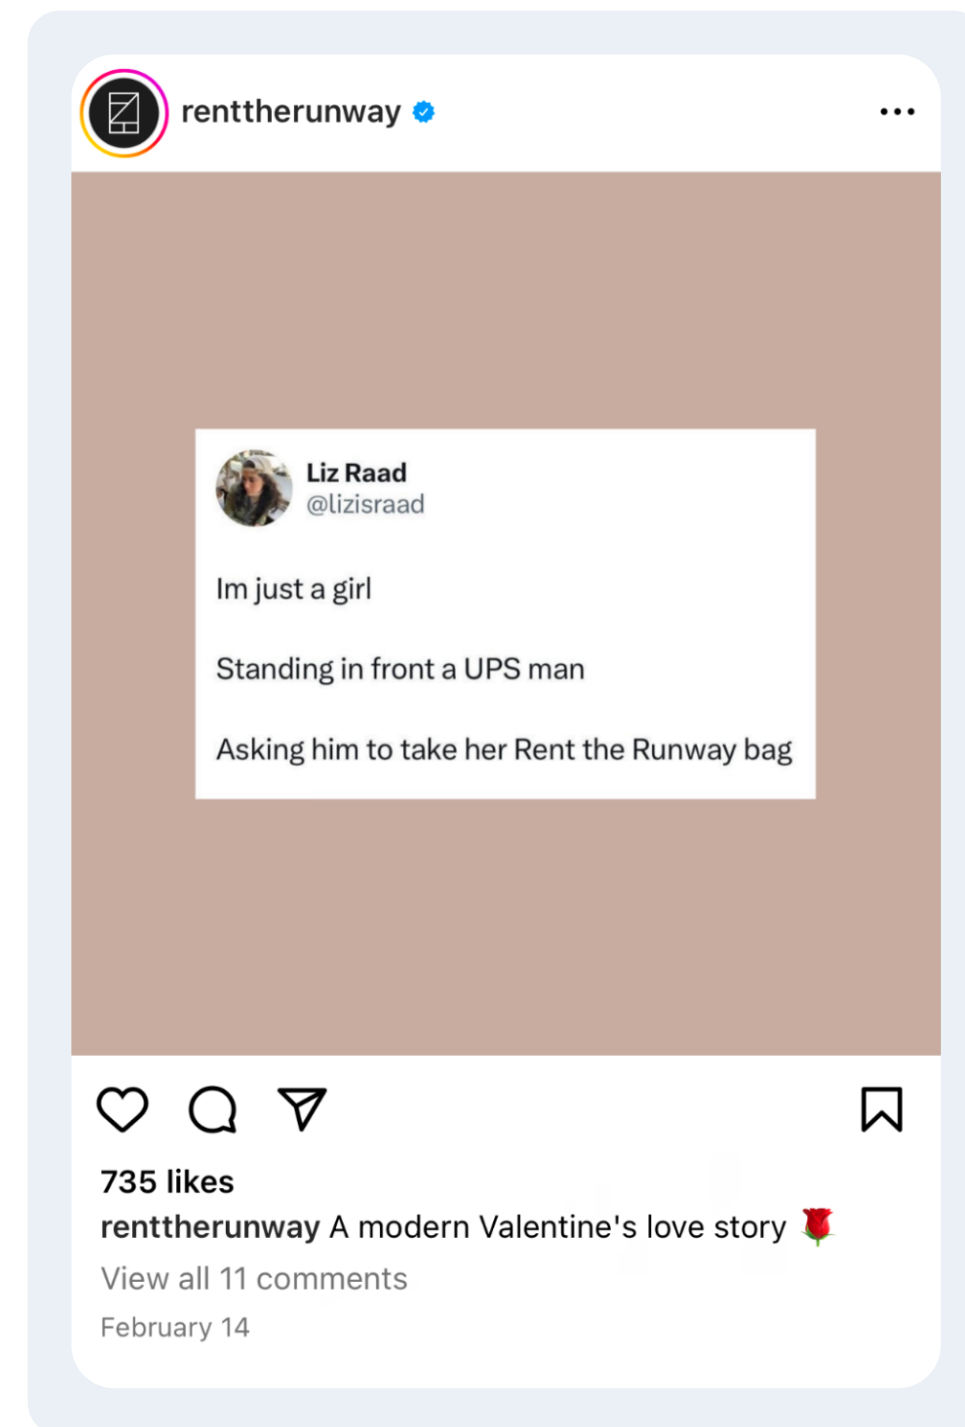 renttherunway
Liz Raad
@lizisraad
Im just a girl
Standing in front a UPS man
Asking him to take her Rent the Runway bag
735 likes
renttherunway A modern Valentine's love story 🌹
View all 11 comments
February 14